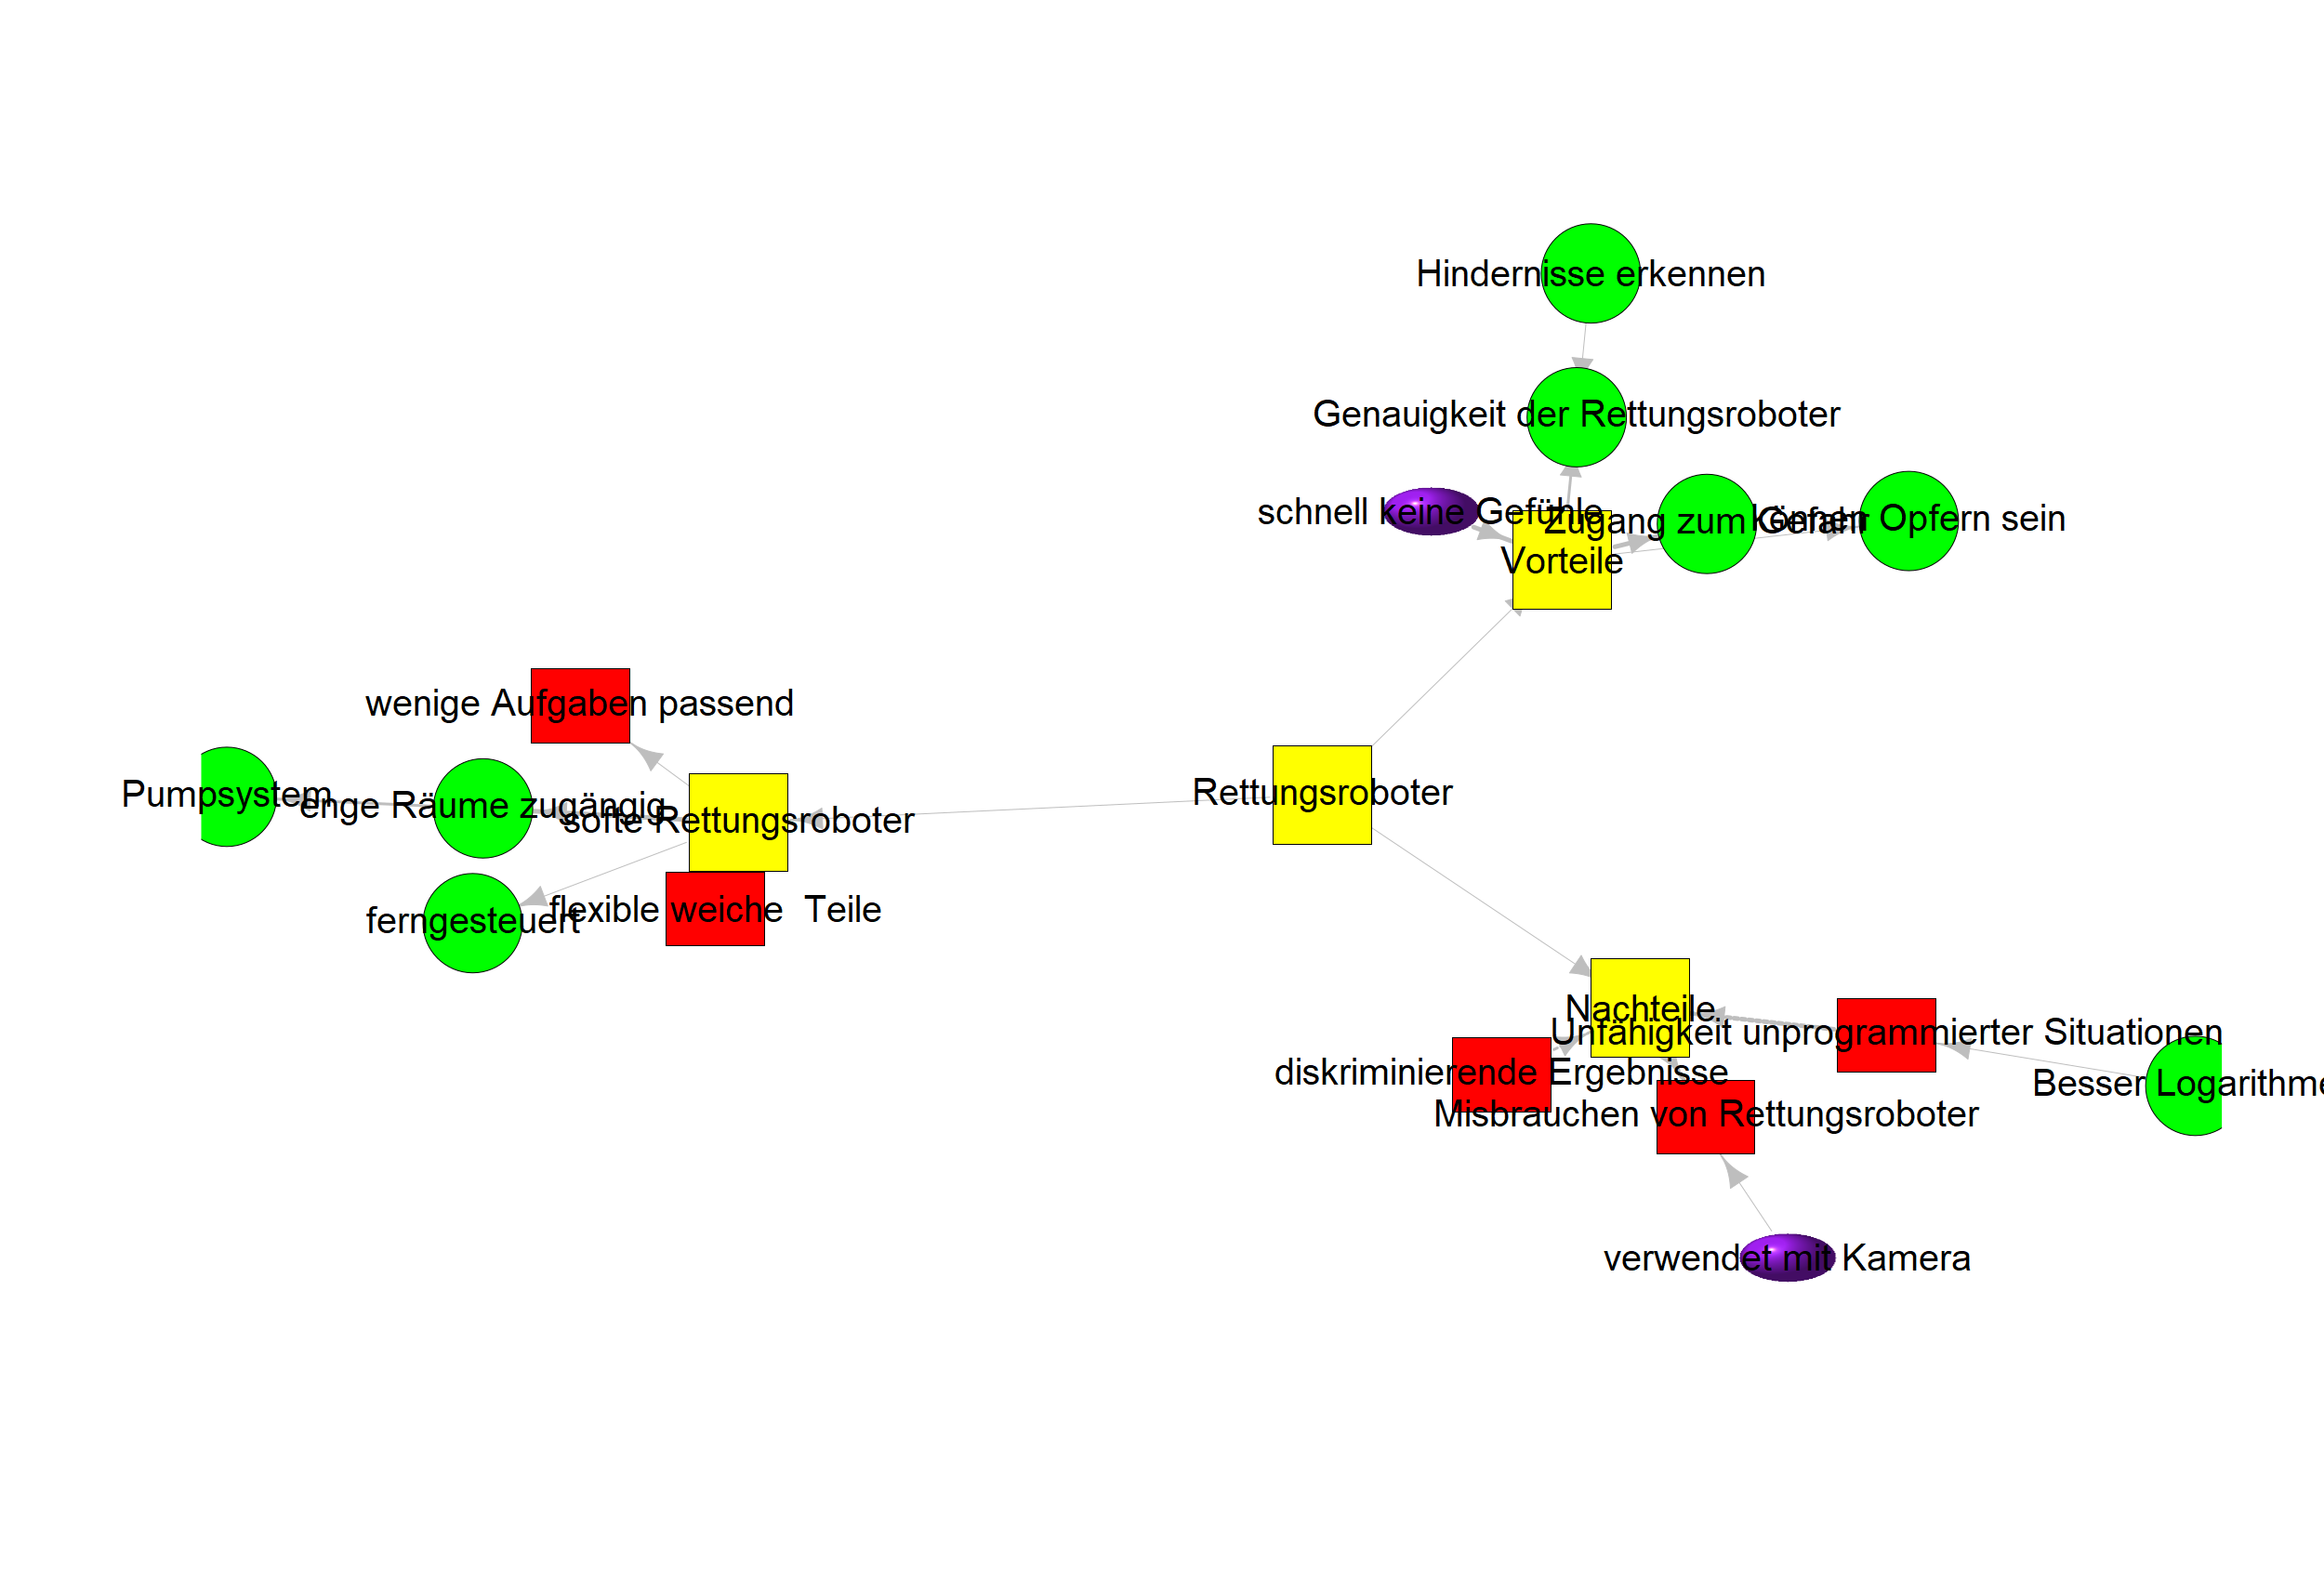 Hindernisse erkennen
Genauigkeit der Rettungsroboter
schnell keine Gefühle
Zugang zum Gefahr
können Opfern sein
Vorteile
wenige Aufgaben passend
Pumpsystem
enge Räume zugängig
softe Rettungsroboter
Rettungsroboter
flexible weiche  Teile
ferngesteuert
Nachteile
Unfähigkeit unprogrammierter Situationen
diskriminierende Ergebnisse
Besser Logarithme
Misbrauchen von Rettungsroboter
verwendet mit Kamera